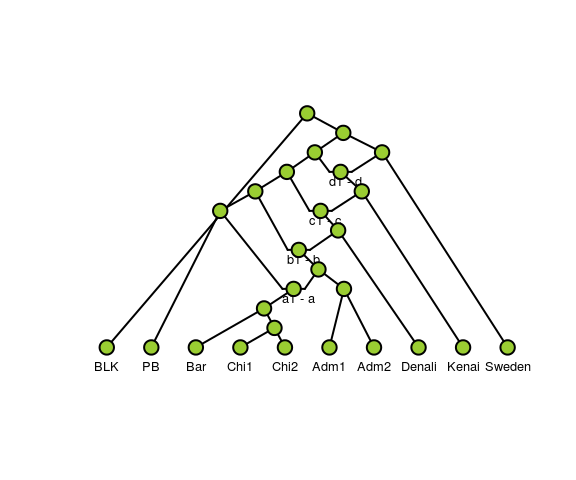 d1 - d
c1 - c
b1 - b
a1 - a
BLK PB Bar Chi1 Chi2 Adm1 Adm2 Denali Kenai Sweden